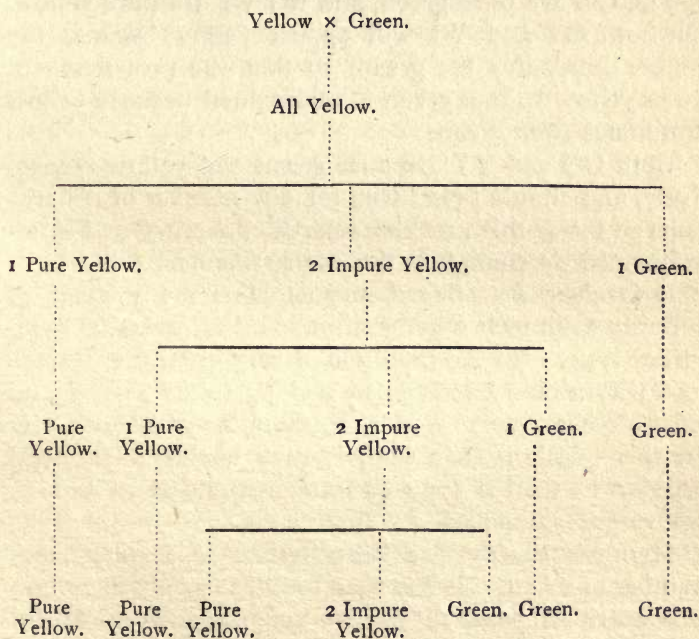 Yellow × Green.
All Yellow.
1 Pure Yellow. 2 Impure Yellow. 1 Green.
Pure 1 Pure 2 Impure 1 Green. Green.
Yellow. Yellow. Yellow.
Pure Pure Pure 2 Impure Green. Green. Green.
Yellow. Yellow. Yellow. Yellow.